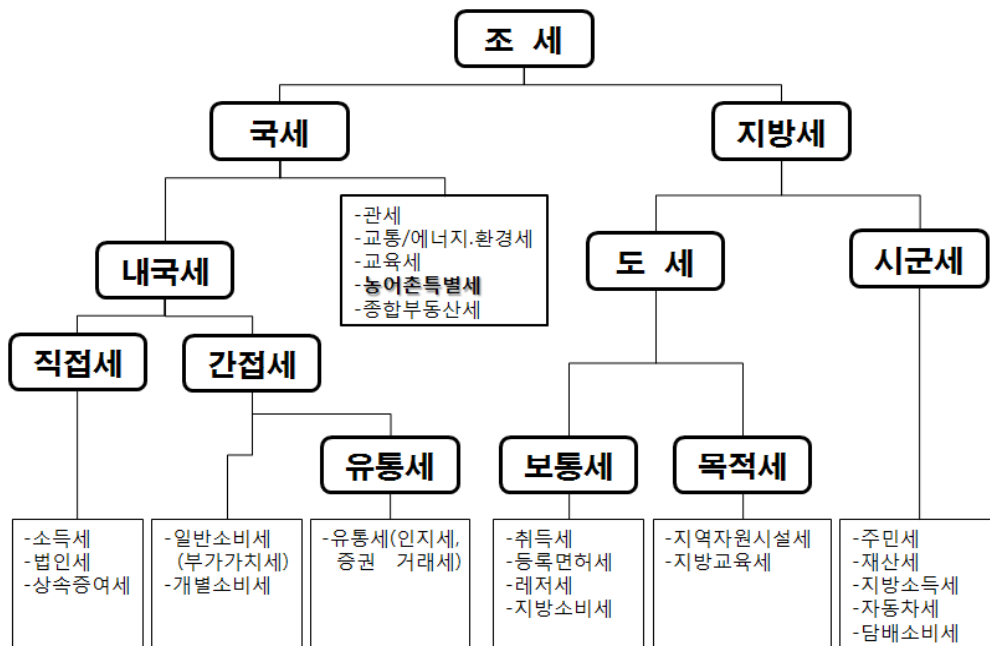 조 세
국세
지방세
-관세
-교통/에너지.환경세
-교육세
-농어촌특별세
-종합부동산세
내국세
도 세
시군세
직접세
간접세
유통세
보통세
목적세
-소득세
-법인세
-상속증여세
-일반소비세
(부가가치세)
-개별소비세
-유통세(인지세,
증권 거래세)
-취득세
-등록면허세
-레저세
-지방소비세
-지역자원시설세
-지방교육세
-주민세
-재산세
-지방소득세
-자동차세
-담배소비세